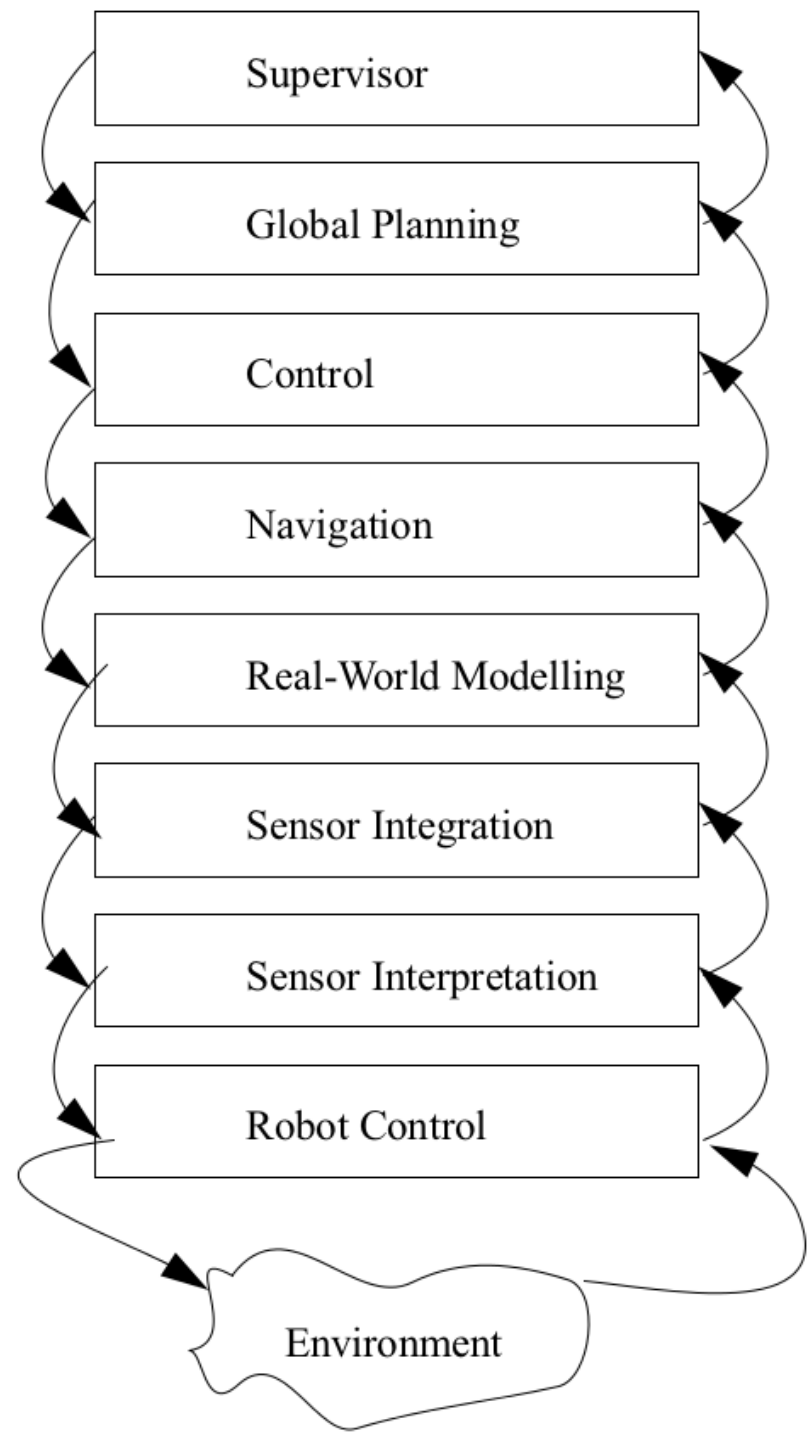 Supervisor
Global Planning
Control
Navigation
Real-World Modelling
Sensor Integration
Sensor Interpretation
Robot Control
Environment